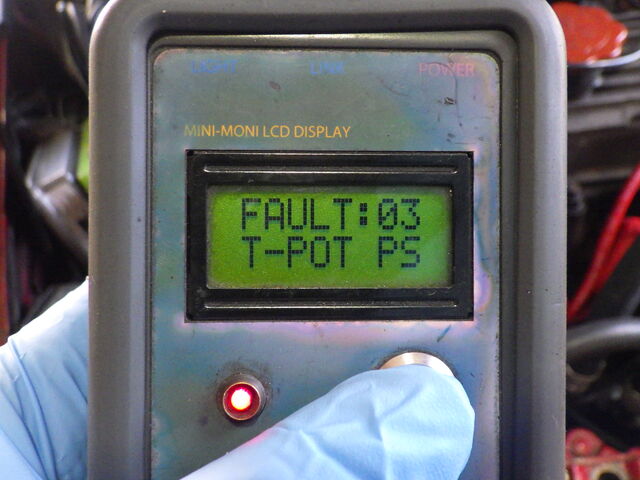 LIGHT LINK POWER
MINI-MONI LCD DISPLAY
FAULT:03
T-POT PS